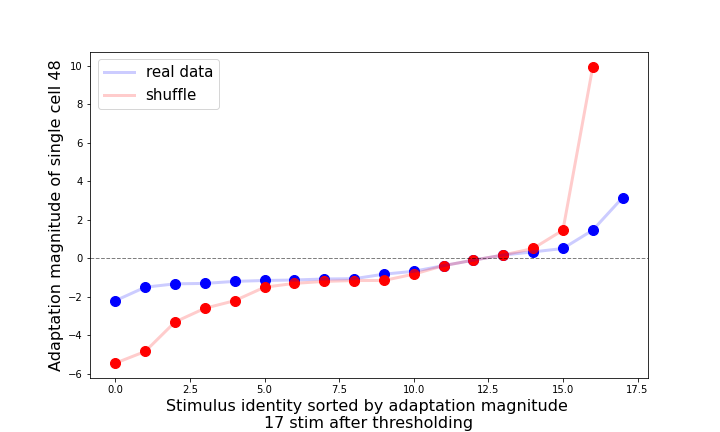 real data
shuffle
Adaptation magnitude of single cell 48
10
8
6
4
2
0
−2
−4
−6
0.0 2.5 5.0 7.5 10.0 12.5 15.0 17.5
Stimulus identity sorted by adaptation magnitude
17 stim after thresholding